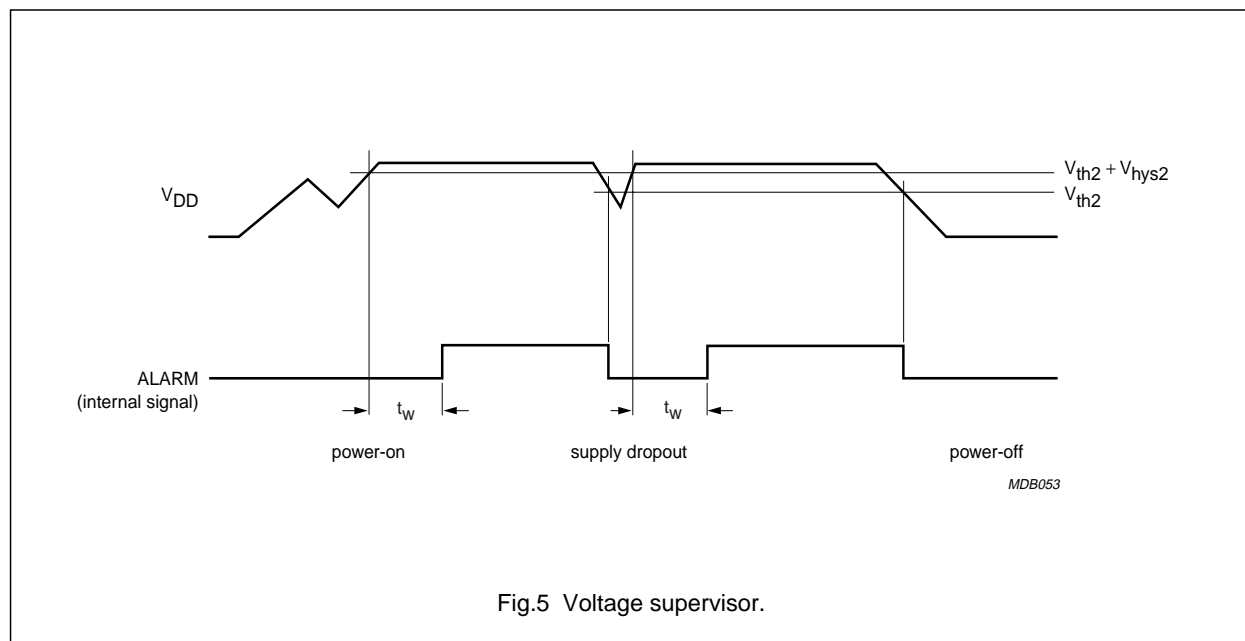 V_DD
V_th2 + V_hys2
V_th2
ALARM
(internal signal)
t_W
t_W
power-on
supply dropout
power-off
MDB053
Fig.5 Voltage supervisor.